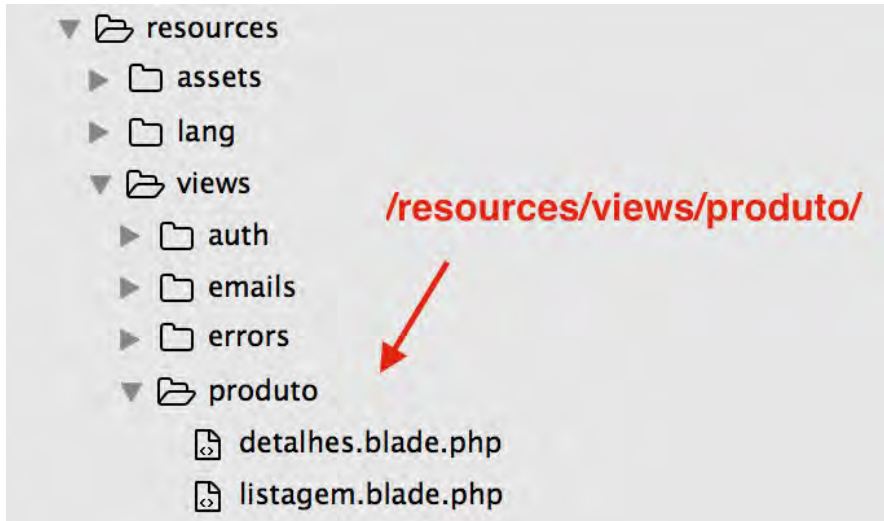 resources
assets
lang
views
/resources/views/produto/
auth
emails
errors
produto
detalhes.blade.php
listagem.blade.php